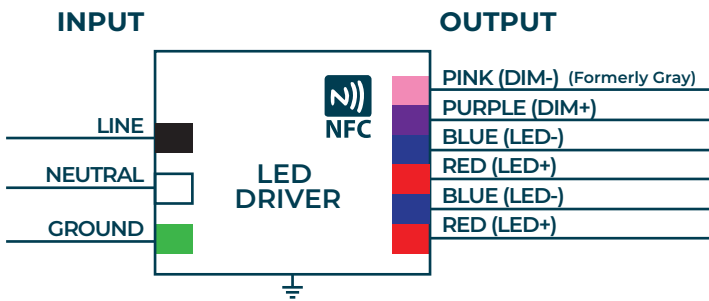 INPUT
OUTPUT
LINE
NEUTRAL
GROUND
NFC
LED
DRIVER
PINK (DIM-) (Formerly Gray)
PURPLE (DIM+)
BLUE (LED-)
RED (LED+)
BLUE (LED-)
RED (LED+)